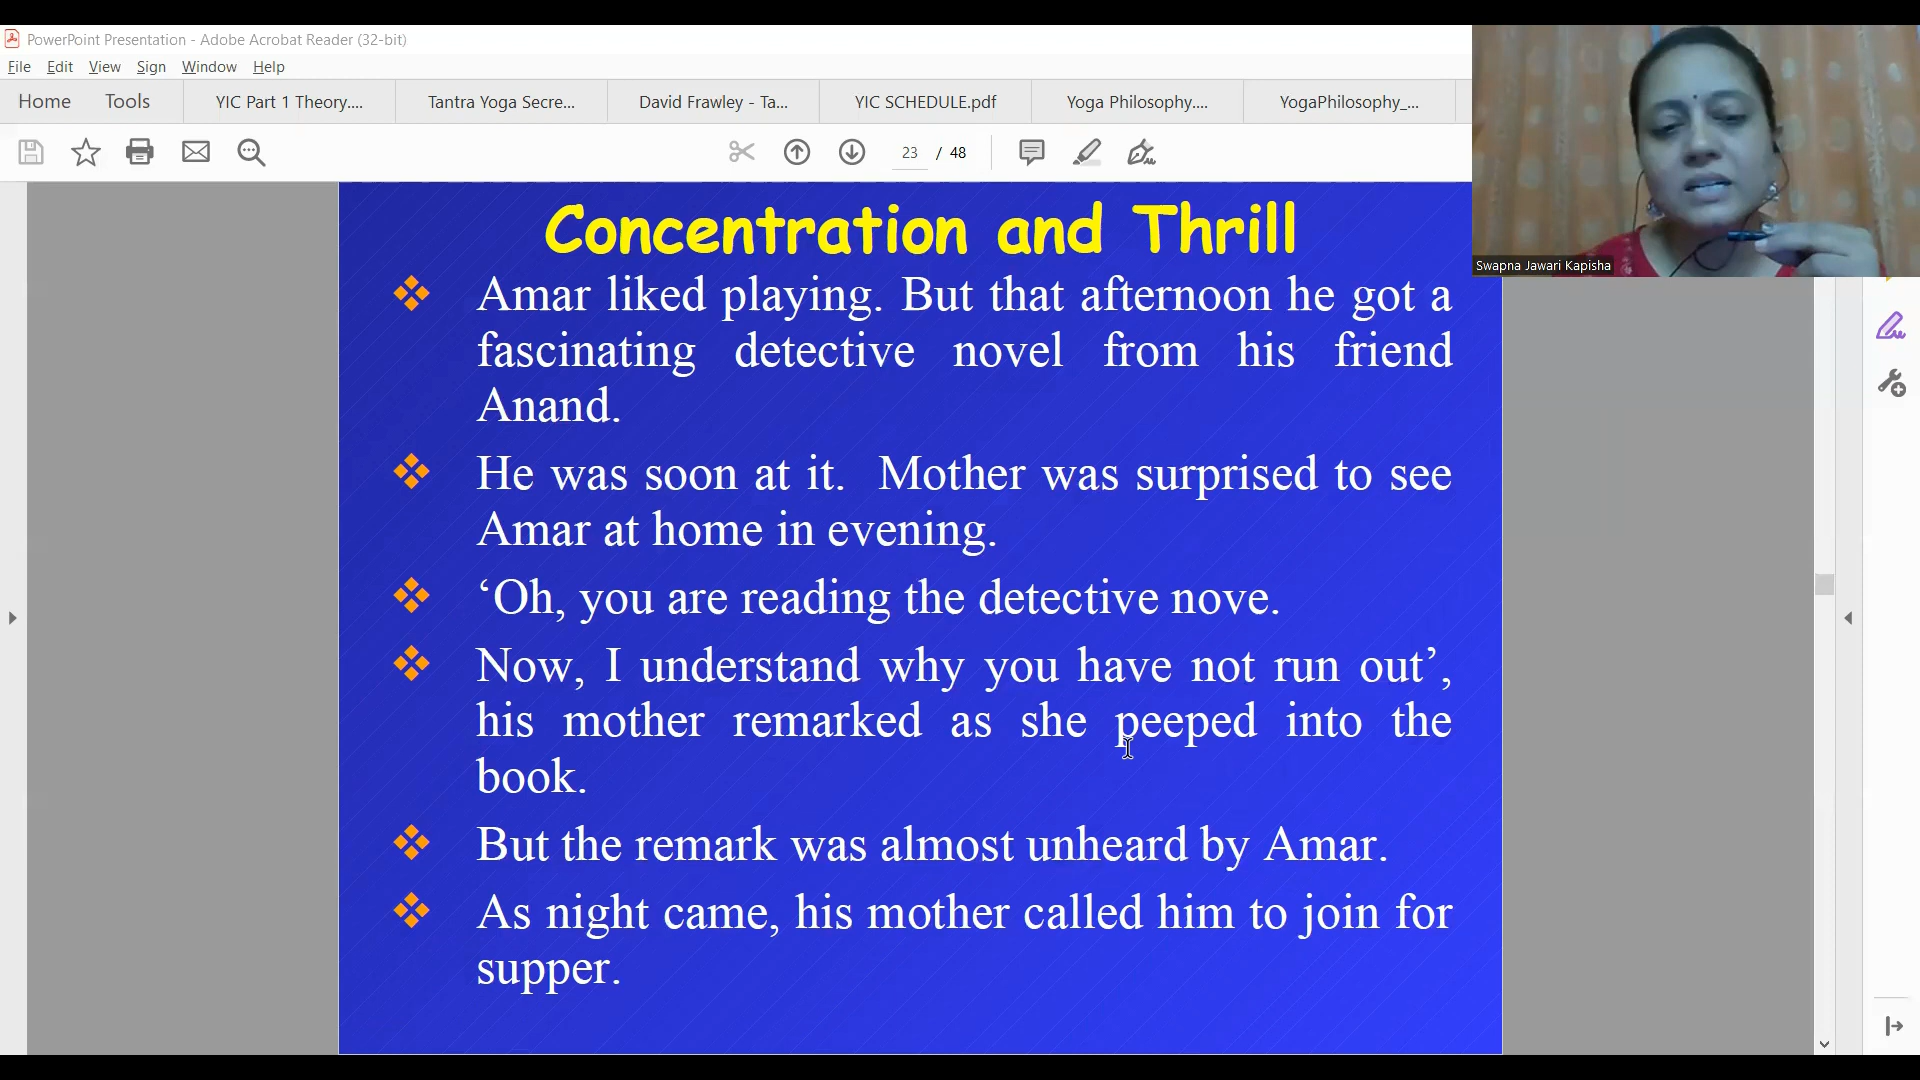 PowerPoint Presentation - Adobe Acrobat Reader (32-bit)
File Edit View Sign Window Help
Home Tools YIC Part 1 Theory.... Tantra Yoga Secre... David Frawley - Ta... YIC SCHEDULE.pdf Yoga Philosophy.... YogaPhilosophy_...
23 / 48
Swapna Jawari Kapisha
Concentration and Thrill
Amar liked playing. But that afternoon he got a
fascinating detective novel from his friend
Anand.
He was soon at it. Mother was surprised to see
Amar at home in evening.
‘Oh, you are reading the detective nove.
Now, I understand why you have not run out’,
his mother remarked as she peeped into the
book.
But the remark was almost unheard by Amar.
As night came, his mother called him to join for
supper.